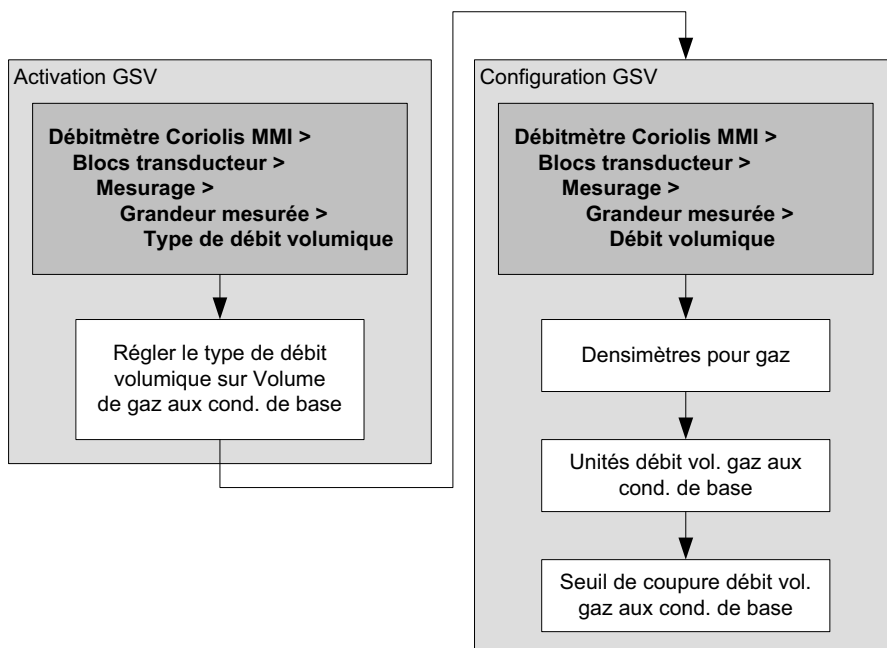 Activation GSV
Débitmètre Coriolis MMI >
Blocs transducteur >
Mesurage >
Grandeur mesurée >
Type de débit volumique
Régler le type de débit
volumique sur Volume
de gaz aux cond. de base
Configuration GSV
Débitmètre Coriolis MMI >
Blocs transducteur >
Mesurage >
Grandeur mesurée >
Débit volumique
Densimètres pour gaz
Unités débit vol. gaz aux
cond. de base
Seuil de coupure débit vol.
gaz aux cond. de base